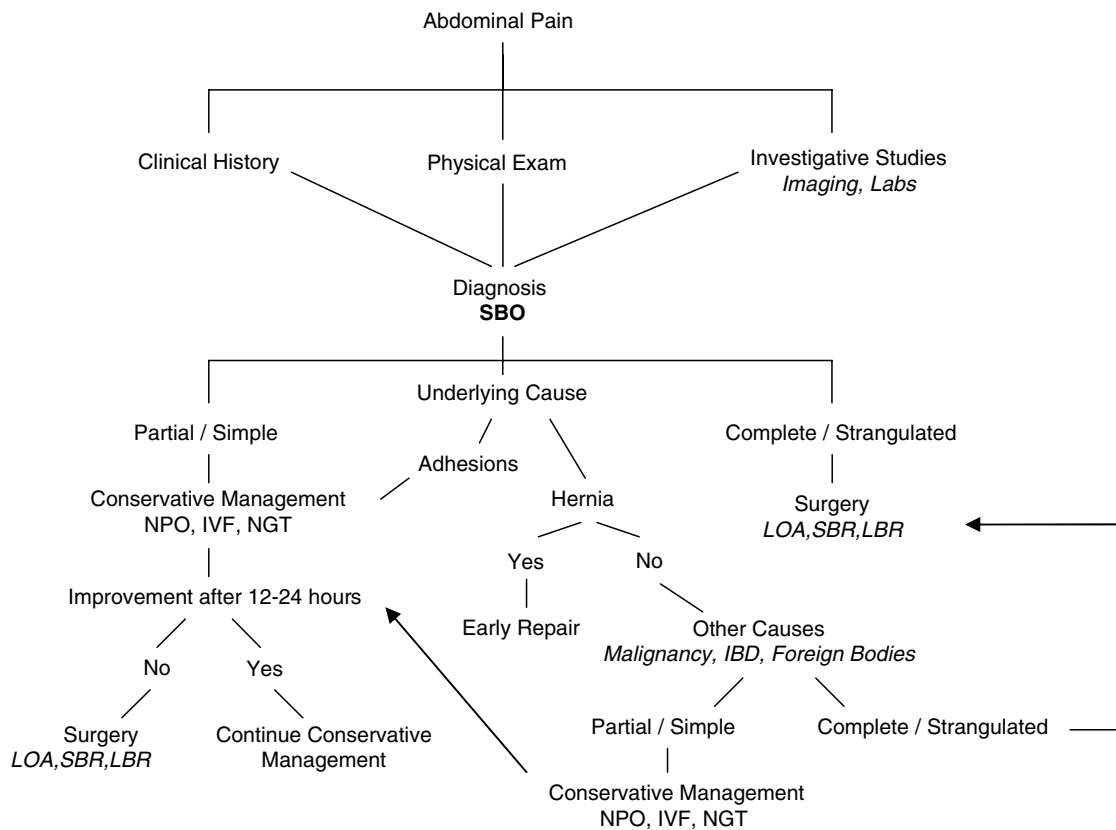 Abdominal Pain
Clinical History
Physical Exam
Investigative Studies
Imaging, Labs
Diagnosis
SBO
Underlying Cause
Partial / Simple
Complete / Strangulated
Adhesions
Conservative Management
NPO, IVF, NGT
Hernia
Surgery
LOA,SBR,LBR
Yes
No
Improvement after 12-24 hours
Early Repair
Other Causes
Malignancy, IBD, Foreign Bodies
No
Yes
Surgery
LOA,SBR,LBR
Continue Conservative
Management
Partial / Simple
Complete / Strangulated
Conservative Management
NPO, IVF, NGT